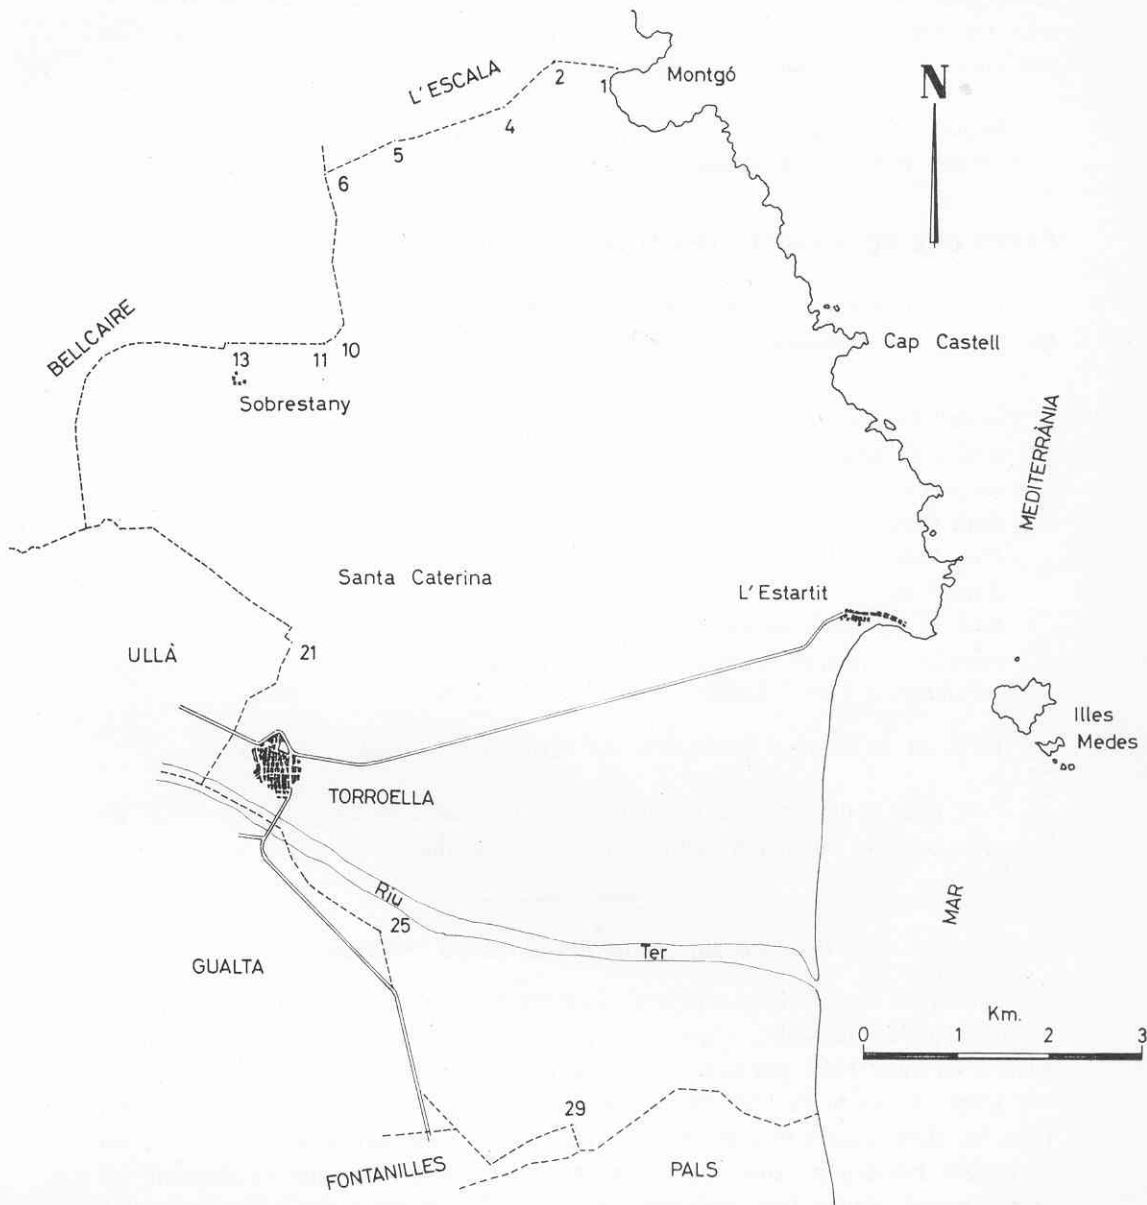 Montgó
1
2
L'ESCALA
4
5
6
N
BELLCAIRE
13
11
10
Sobrestany
Cap Castell
MEDITERRÀNIA
Santa Caterina
L'Estartit
ULLÀ
21
Illes
Medes
TORROELLA
Riu
Ter
25
MAR
GUALTA
Km.
0 1 2 3
29
FONTANILLES
PALS